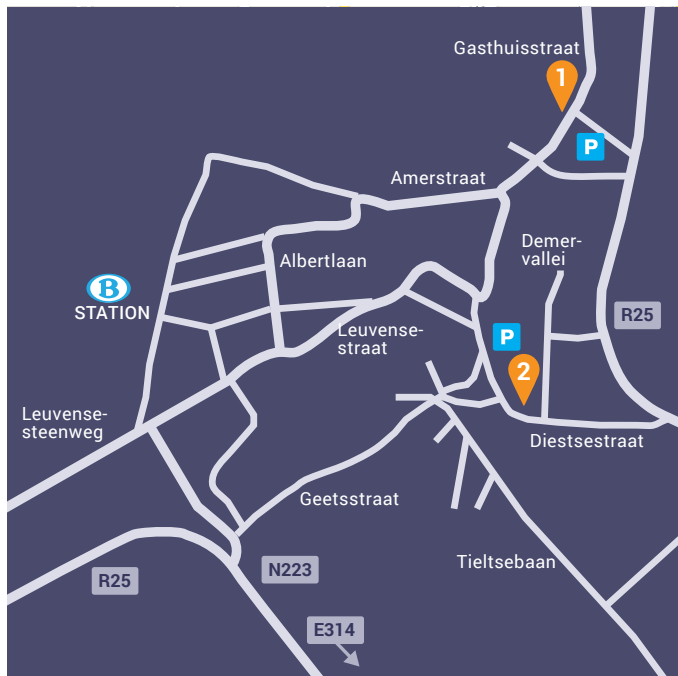 Gasthuisstraat
1
P
Amerstraat
Demer-
vallei
Albertlaan
B
STATION
R25
Leuvense-
straat
P
2
Leuvense-
steenweg
Diestsestraat
Geetsstraat
Tieltsebaan
N223
R25
E314